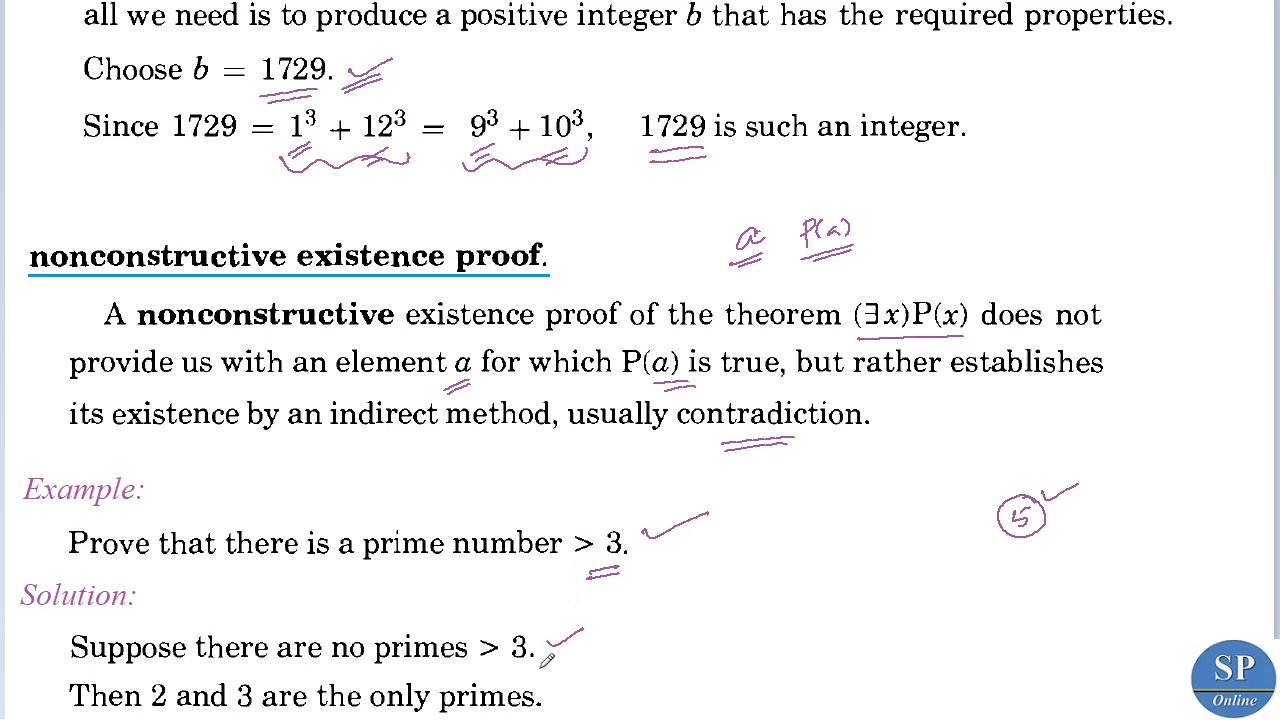 all we need is to produce a positive integer b that has the required properties.
Choose b = 1729.
Since 1729 = 1³ + 12³ = 9³ + 10³, 1729 is such an integer.
a P(a)
nonconstructive existence proof.
A nonconstructive existence proof of the theorem (∃x)P(x) does not
provide us with an element a for which P(a) is true, but rather establishes
its existence by an indirect method, usually contradiction.
Example:
5
Prove that there is a prime number > 3.
Solution:
Suppose there are no primes > 3.
Then 2 and 3 are the only primes.
SP
Online